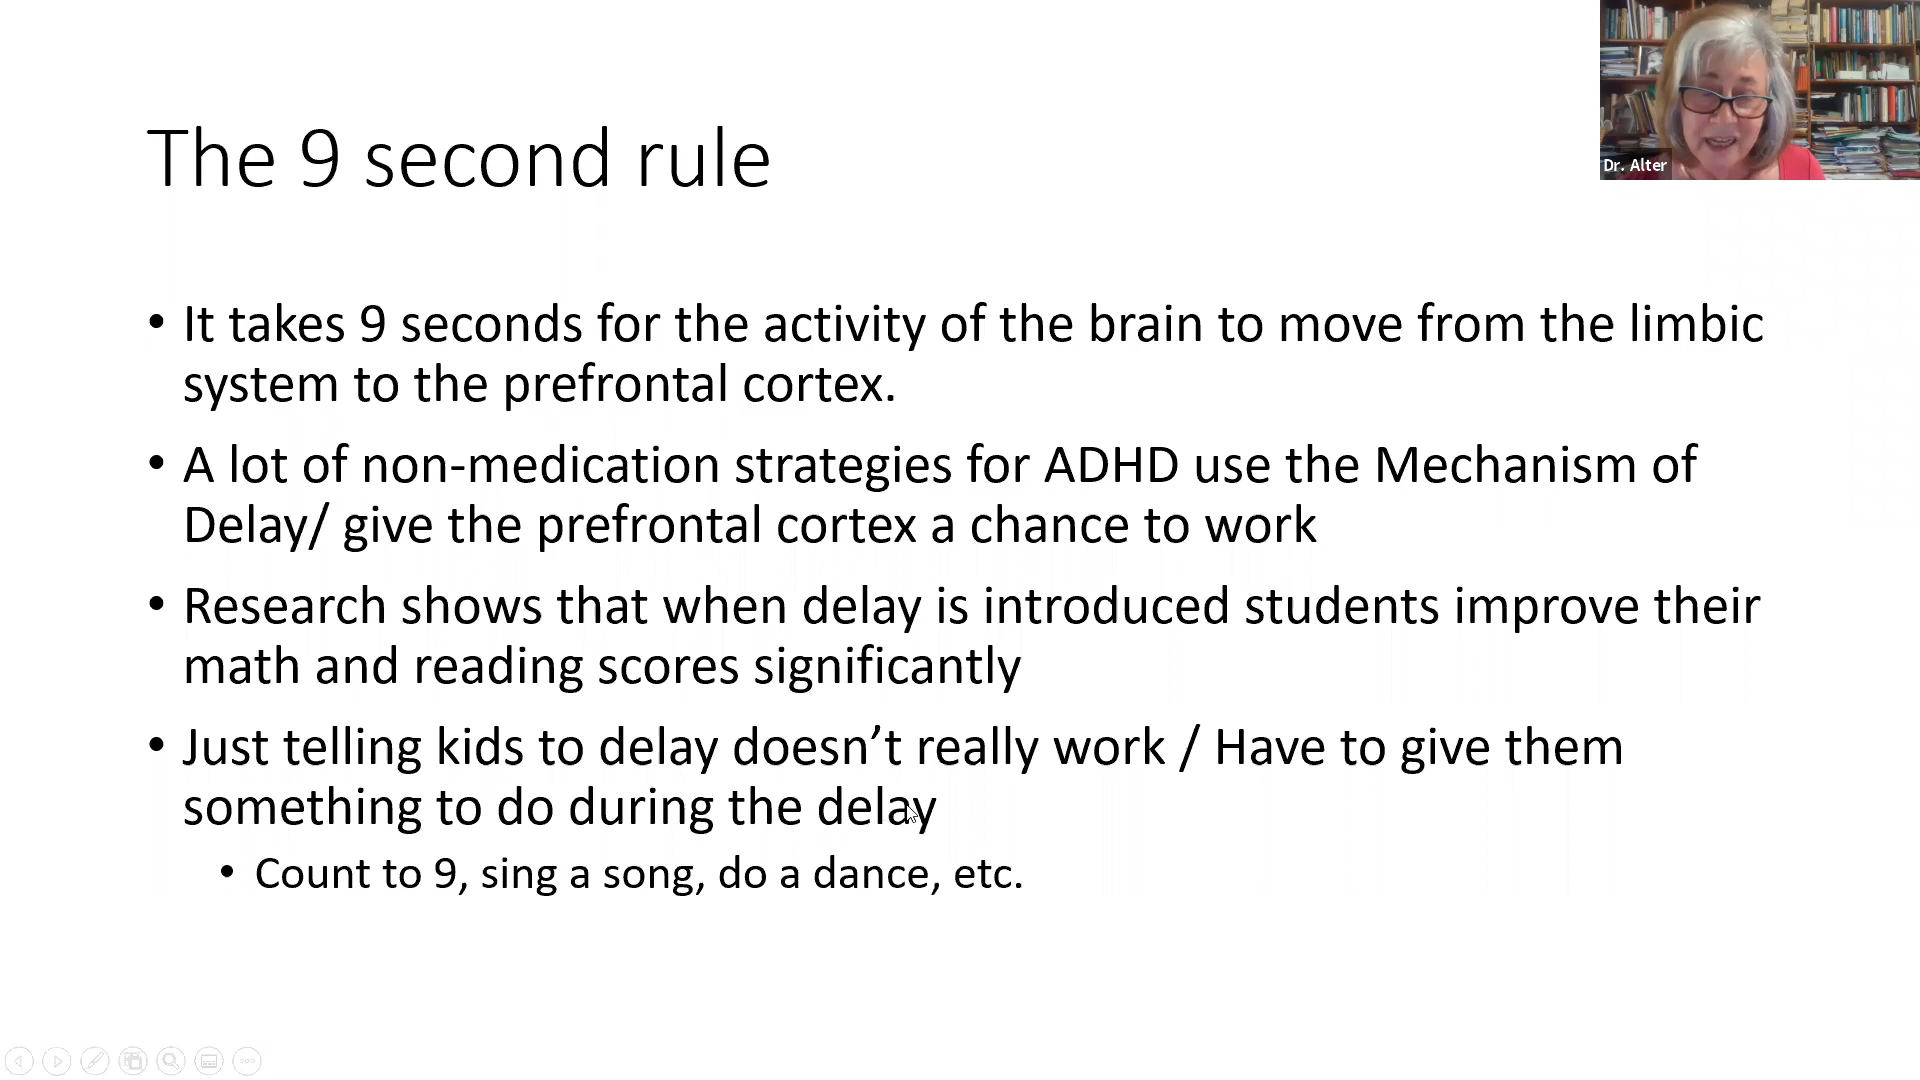 Dr. Alter
The 9 second rule
• It takes 9 seconds for the activity of the brain to move from the limbic
system to the prefrontal cortex.
• A lot of non-medication strategies for ADHD use the Mechanism of
Delay/ give the prefrontal cortex a chance to work
• Research shows that when delay is introduced students improve their
math and reading scores significantly
• Just telling kids to delay doesn’t really work / Have to give them
something to do during the delay
• Count to 9, sing a song, do a dance, etc.